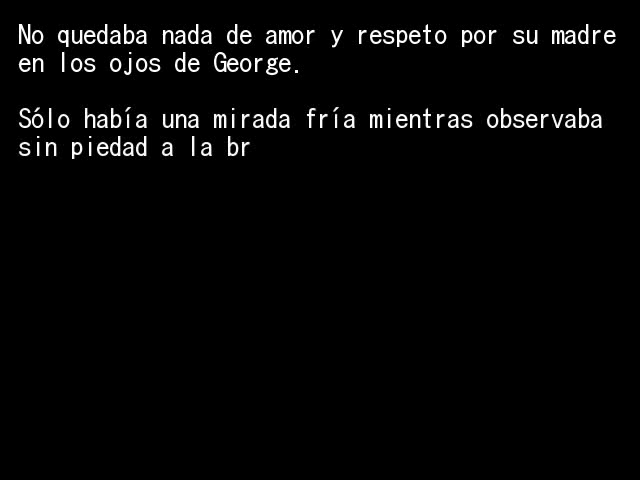 No quedaba nada de amor y respeto por su madre
en los ojos de George.
Sólo había una mirada fría mientras observaba
sin piedad a la br